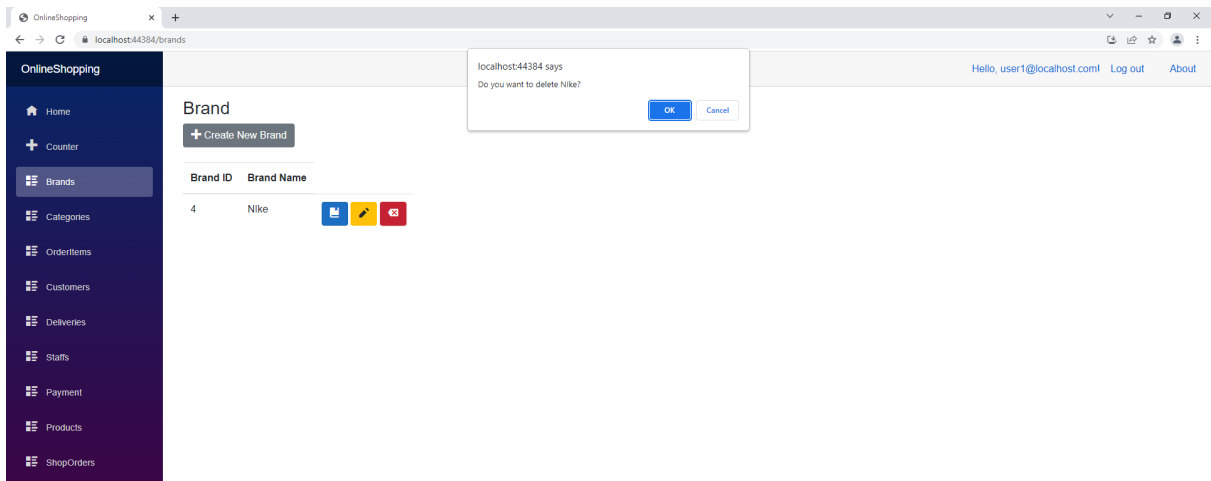 OnlineShopping
localhost:44384/brands
OnlineShopping
Hello, user1@localhost.com! Log out About
localhost:44384 says
Do you want to delete NIke?
OK Cancel
Home
Counter
Brands
Categories
OrderItems
Customers
Deliveries
Staffs
Payment
Products
ShopOrders
Brand
Create New Brand
Brand ID Brand Name
4 NIke